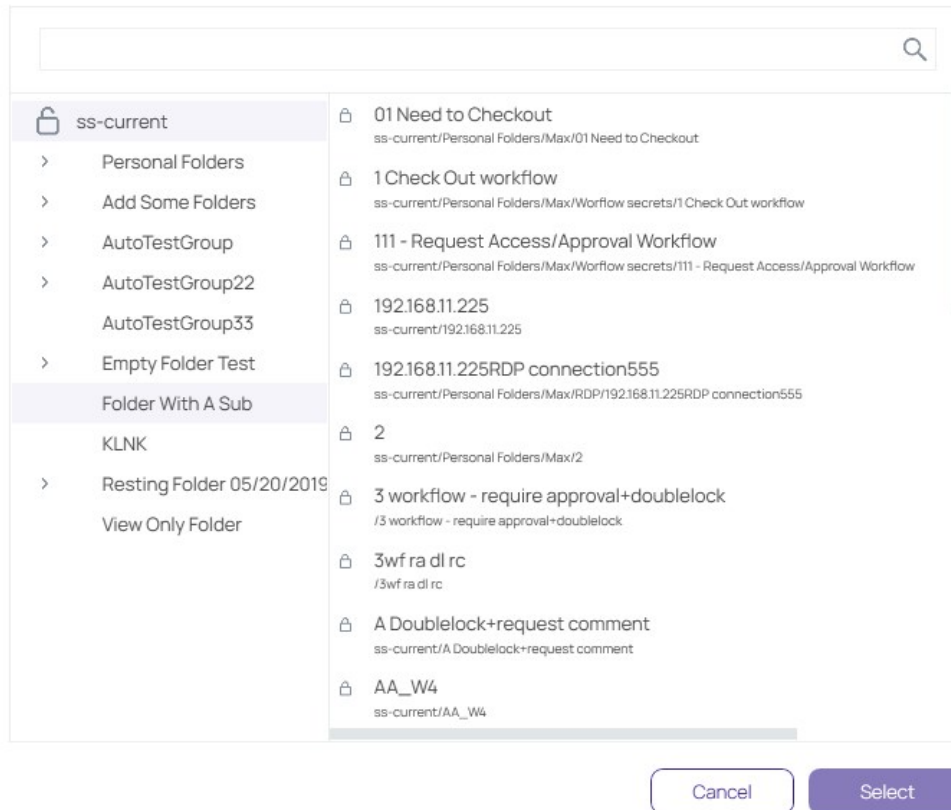 ss-current
Personal Folders
Add Some Folders
AutoTestGroup
AutoTestGroup22
AutoTestGroup33
Empty Folder Test
Folder With A Sub
KLNK
Resting Folder 05/20/2019
View Only Folder
01 Need to Checkout
ss-current/Personal Folders/Max/01 Need to Checkout
1 Check Out workflow
ss-current/Personal Folders/Max/Worflow secrets/1 Check Out workflow
111 - Request Access/Approval Workflow
ss-current/Personal Folders/Max/Worflow secrets/111 - Request Access/Approval Workflow
192.168.11.225
ss-current/192.168.11.225
192.168.11.225RDP connection555
ss-current/Personal Folders/Max/RDP/192.168.11.225RDP connection555
2
ss-current/Personal Folders/Max/2
3 workflow - require approval+doublelock
/3 workflow - require approval+doublelock
3wf ra dl rc
/3wf ra dl rc
A Doublelock+request comment
ss-current/A Doublelock+request comment
AA_W4
ss-current/AA_W4
Cancel
Select